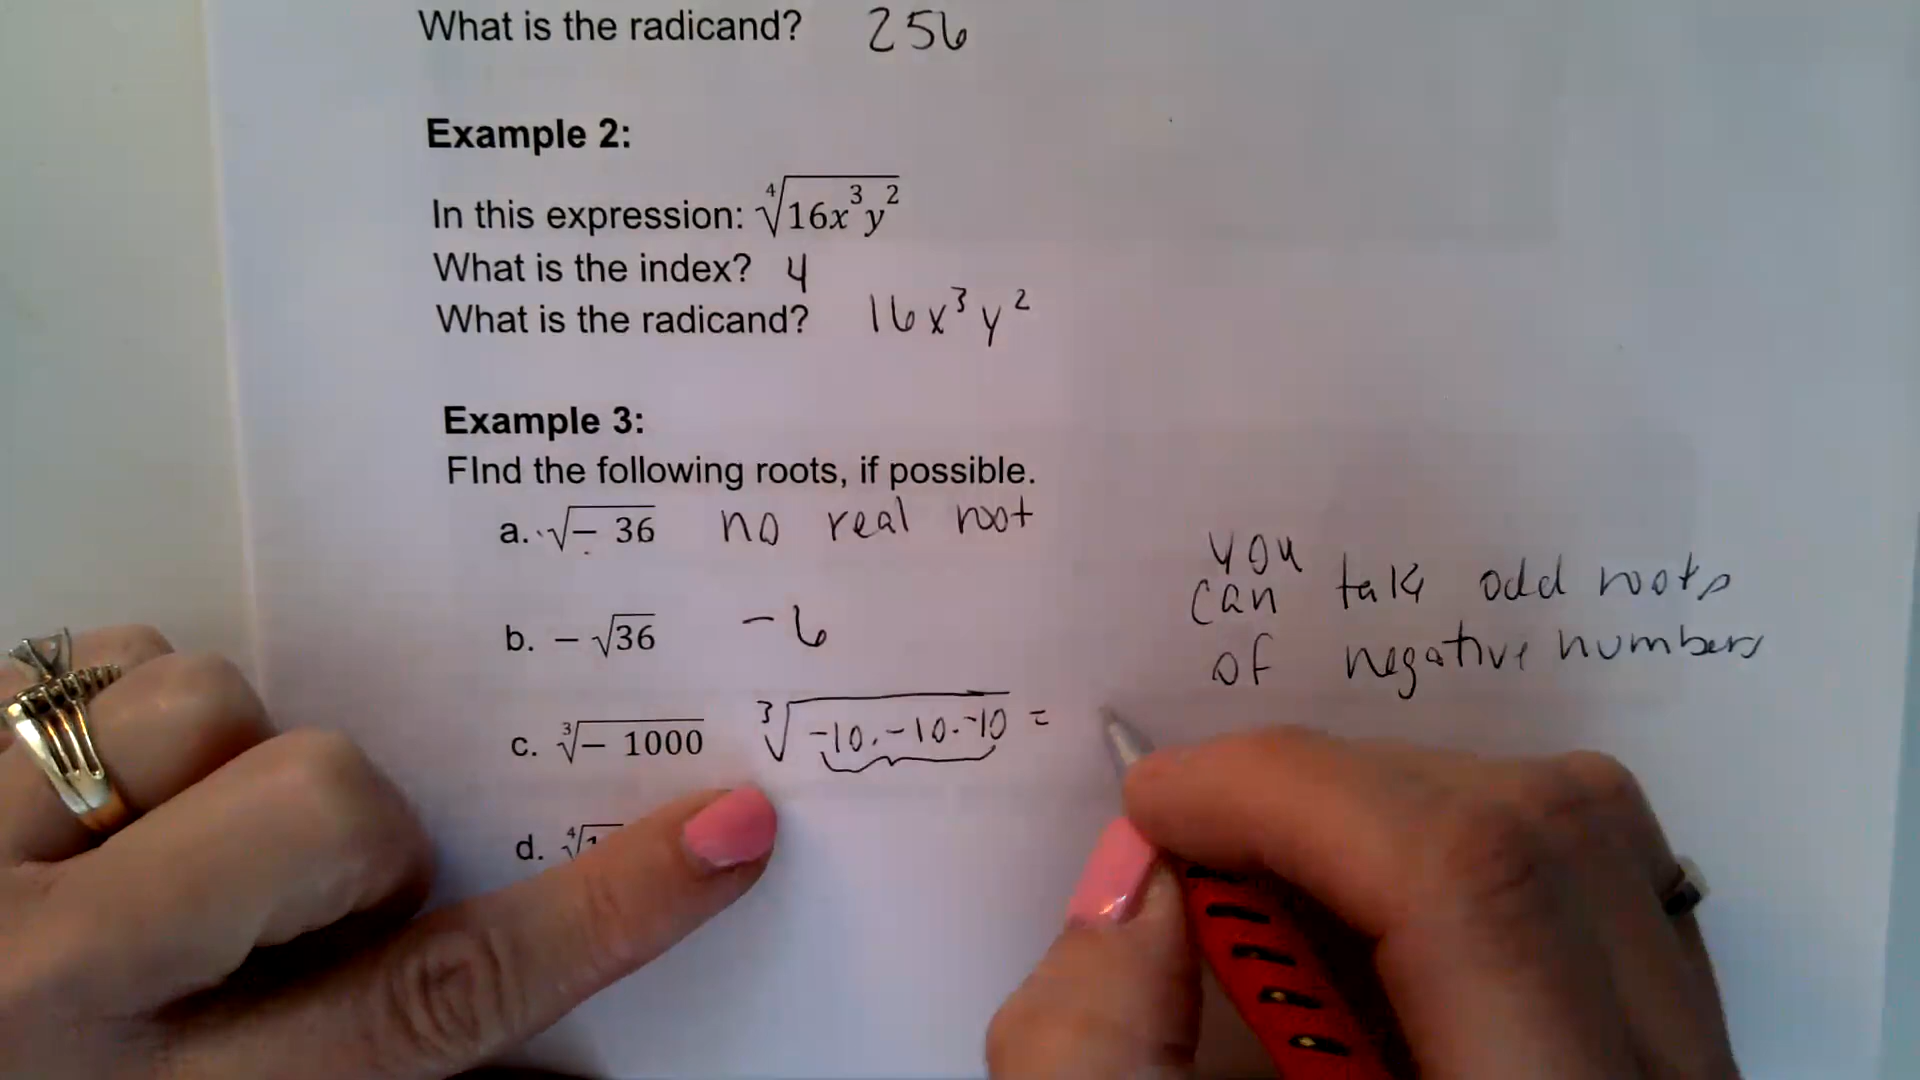 What is the radicand? 256
Example 2:
In this expression: ∜(16x³y²)
What is the index? 4
What is the radicand? 16x³y²
Example 3:
FInd the following roots, if possible.
a. √(− 36) no real root
b. − √36 -6
c. ∛(− 1000) ∛(-10·-10·-10) =
d. ∜1
you
can take odd roots
of negative numbers